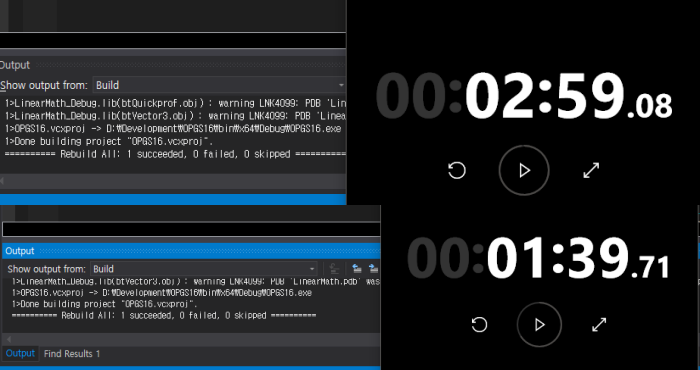 Output
Show output from: Build
1>LinearMath_Debug.lib(btQuickprof.obj) : warning LNK4099: PDB 'Lin
1>LinearMath_Debug.lib(btVector3.obj) : warning LNK4099: PDB 'Linea
1>OPGS16.vcxproj -> D:₩Development₩OPGS16₩bin₩x64₩Debug₩OPGS16.exe
1>Done building project "OPGS16.vcxproj".
========== Rebuild All: 1 succeeded, 0 failed, 0 skipped ==========
00:02:59.08
Output
Show output from: Build
1>LinearMath_Debug.lib(btVector3.obj) : warning LNK4099: PDB 'LinearMath.pdb' was
1>OPGS16.vcxproj -> D:₩Development₩OPGS16₩bin₩x64₩Debug₩OPGS16.exe
1>Done building project "OPGS16.vcxproj".
========== Rebuild All: 1 succeeded, 0 failed, 0 skipped ==========
Output Find Results 1
00:01:39.71